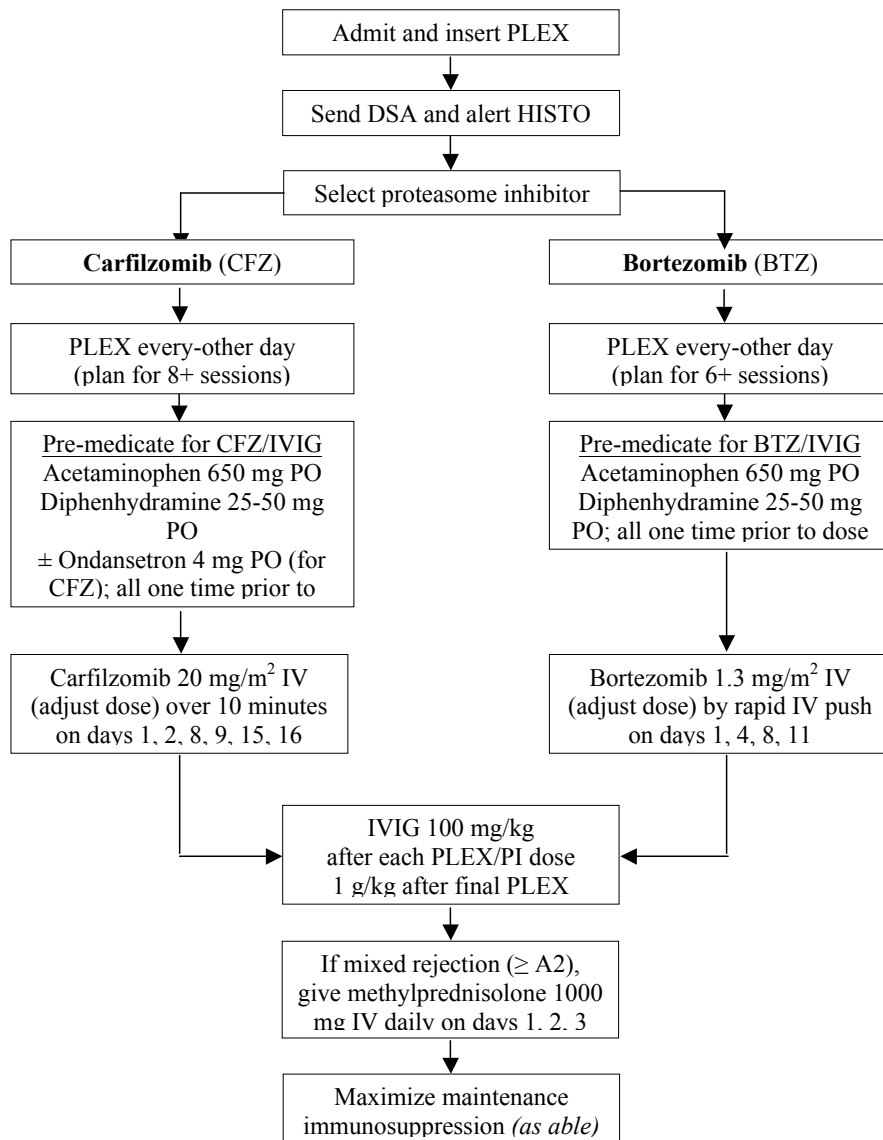 Admit and insert PLEX
Send DSA and alert HISTO
Select proteasome inhibitor
Carfilzomib (CFZ)
PLEX every-other day
(plan for 8+ sessions)
Pre-medicate for CFZ/IVIG
Acetaminophen 650 mg PO
Diphenhydramine 25-50 mg
PO
± Ondansetron 4 mg PO (for
CFZ); all one time prior to
Carfilzomib 20 mg/m² IV
(adjust dose) over 10 minutes
on days 1, 2, 8, 9, 15, 16
Bortezomib (BTZ)
PLEX every-other day
(plan for 6+ sessions)
Pre-medicate for BTZ/IVIG
Acetaminophen 650 mg PO
Diphenhydramine 25-50 mg
PO; all one time prior to dose
Bortezomib 1.3 mg/m² IV
(adjust dose) by rapid IV push
on days 1, 4, 8, 11
IVIG 100 mg/kg
after each PLEX/PI dose
1 g/kg after final PLEX
If mixed rejection (≥ A2),
give methylprednisolone 1000
mg IV daily on days 1, 2, 3
Maximize maintenance
immunosuppression (as able)